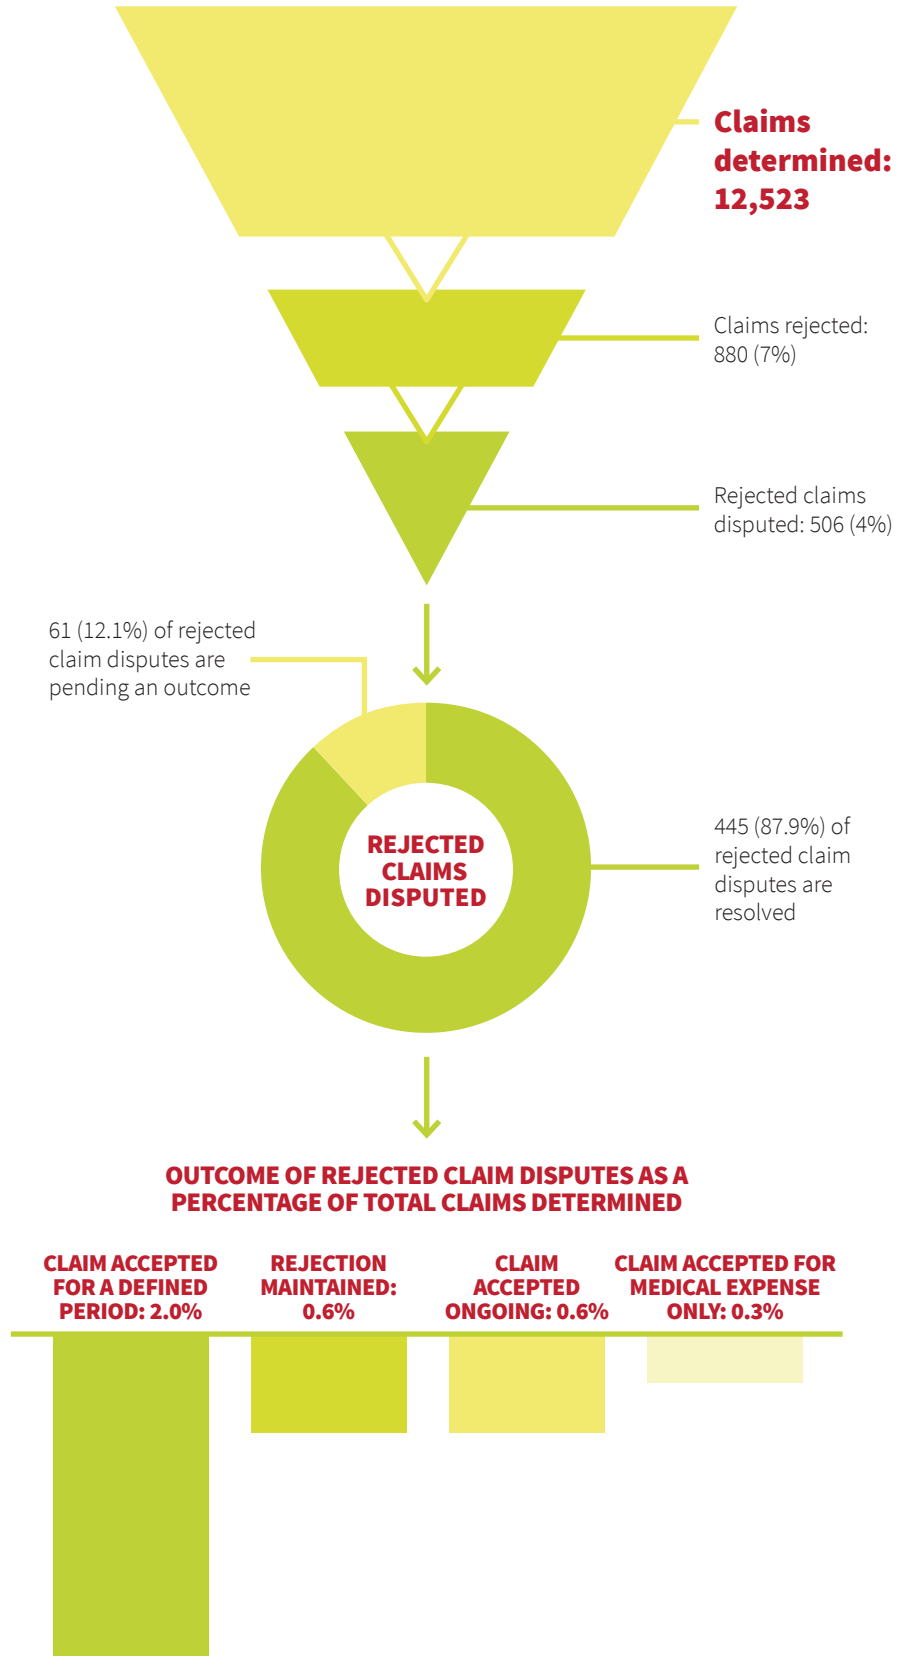 Claims
determined:
12,523
Claims rejected:
880 (7%)
Rejected claims
disputed: 506 (4%)
61 (12.1%) of rejected
claim disputes are
pending an outcome
REJECTED
CLAIMS
DISPUTED
445 (87.9%) of
rejected claim
disputes are
resolved
OUTCOME OF REJECTED CLAIM DISPUTES AS A
PERCENTAGE OF TOTAL CLAIMS DETERMINED
CLAIM ACCEPTED
FOR A DEFINED
PERIOD: 2.0%
REJECTION
MAINTAINED:
0.6%
CLAIM
ACCEPTED
ONGOING: 0.6%
CLAIM ACCEPTED FOR
MEDICAL EXPENSE
ONLY: 0.3%